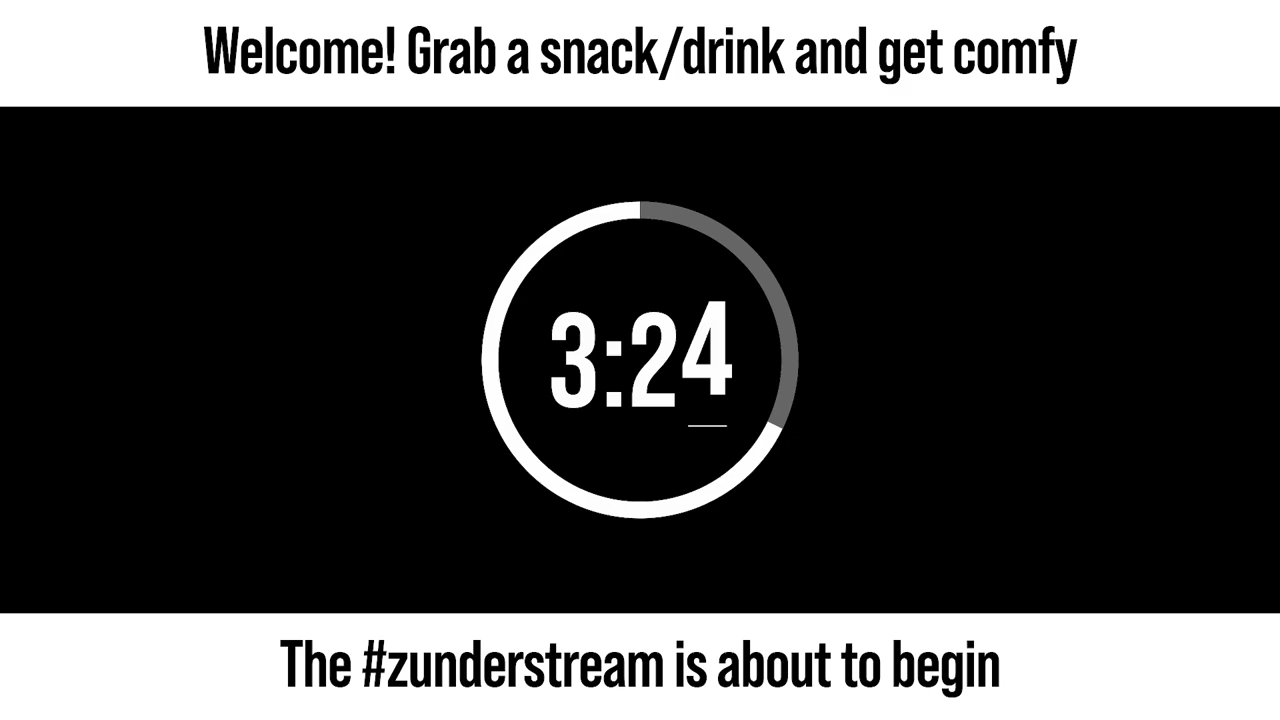 Welcome! Grab a snack/drink and get comfy
3:24
The #zunderstream is about to begin